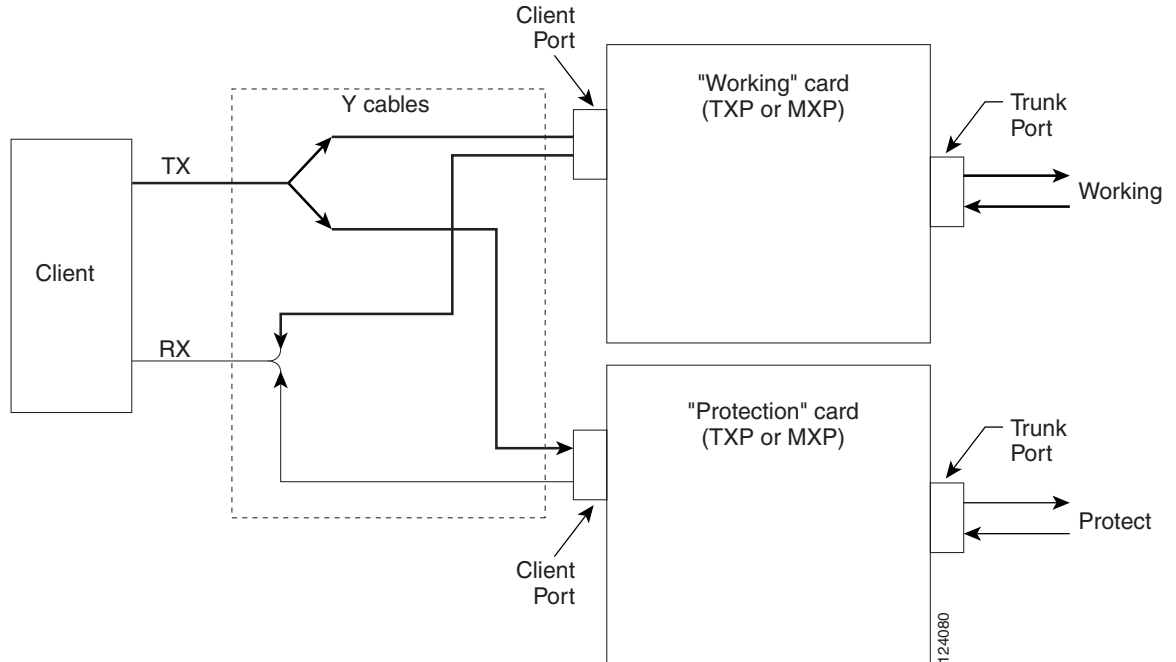 Client
Port
"Working" card
(TXP or MXP)
Trunk
Port
Y cables
TX
Working
Client
RX
"Protection" card
(TXP or MXP)
Trunk
Port
Protect
Client
Port
124080